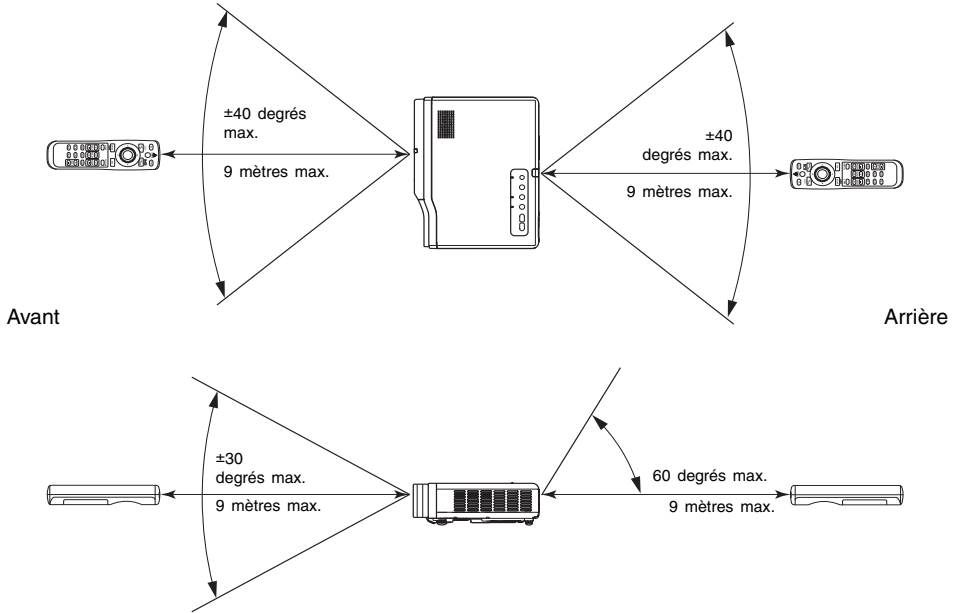 ±40 degrés
max.
9 mètres max.
±40
degrés max.
9 mètres max.
Avant
Arrière
±30
degrés max.
9 mètres max.
60 degrés max.
9 mètres max.